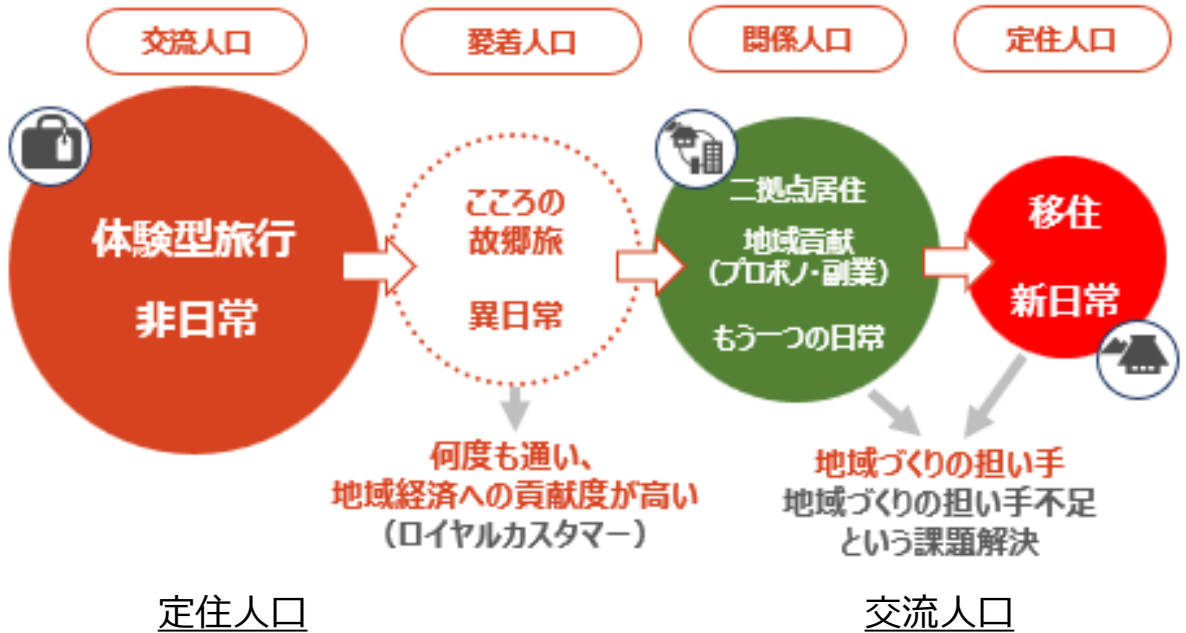 交流人口
愛着人口
関係人口
定住人口
体験型旅行
非日常
こころの
故郷旅
異日常
二拠点居住
地域貢献
（プロボノ・副業）
もう一つの日常
移住
新日常
何度も通い、
地域経済への貢献度が高い
（ロイヤルカスタマー）
地域づくりの担い手
地域づくりの担い手不足
という課題解決
定住人口
交流人口